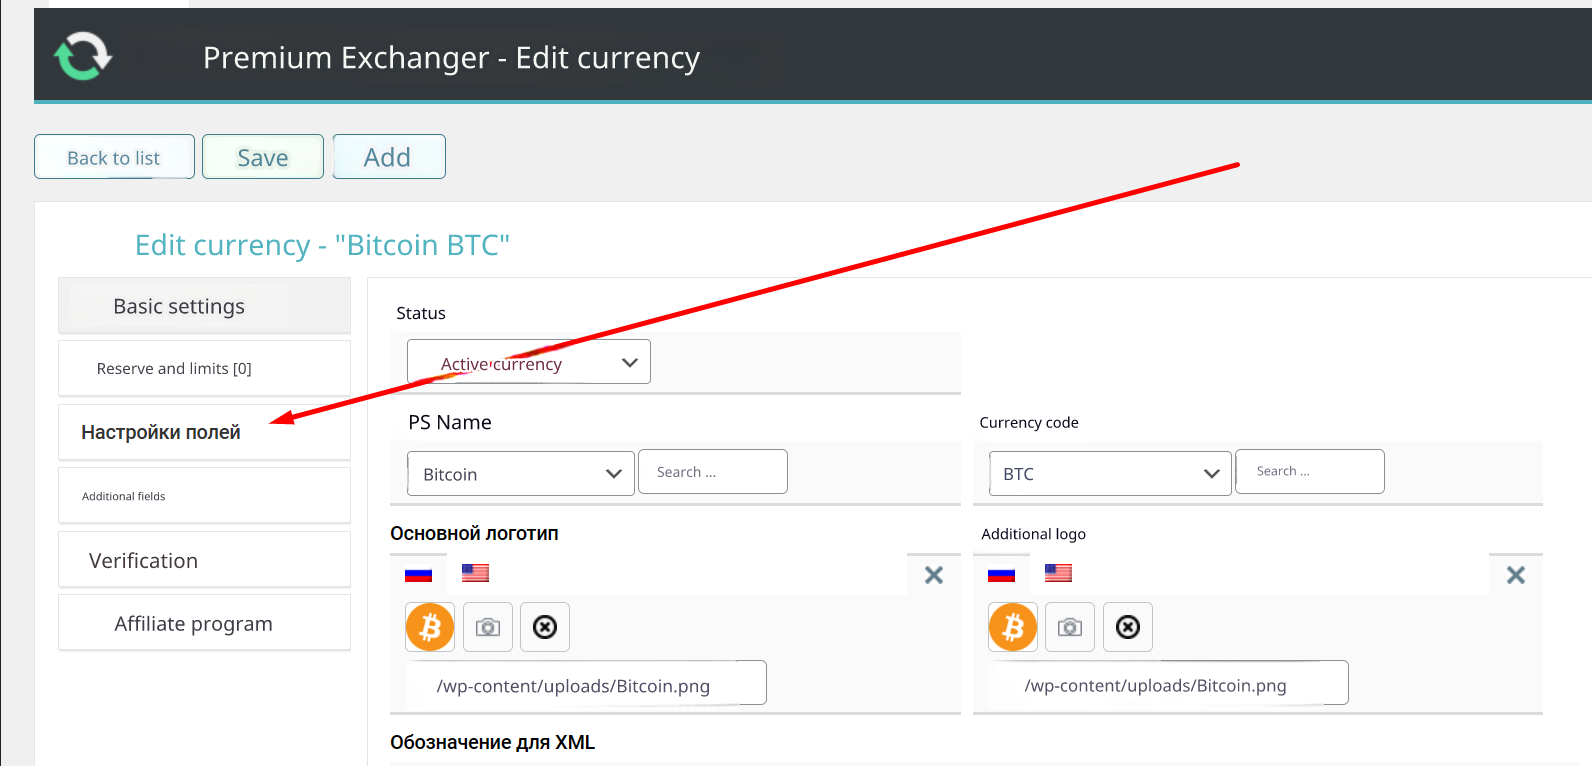 Premium Exchanger - Edit currency
Back to list
Save
Add
Edit currency - "Bitcoin BTC"
Basic settings
Reserve and limits [0]
Настройки полей
Additional fields
Verification
Affiliate program
Status
Active currency
PS Name
Bitcoin
Search ...
Currency code
BTC
Search ...
Основной логотип
/wp-content/uploads/Bitcoin.png
Additional logo
/wp-content/uploads/Bitcoin.png
Обозначение для XML